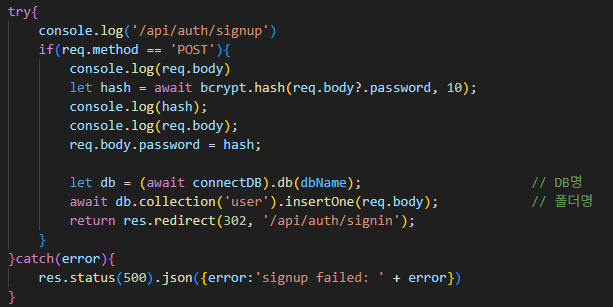 try{
    console.log('/api/auth/signup')
    if(req.method == 'POST'){
        console.log(req.body)
        let hash = await bcrypt.hash(req.body?.password, 10);
        console.log(hash);
        console.log(req.body);
        req.body.password = hash;

        let db = (await connectDB).db(dbName);                      // DB명
        await db.collection('user').insertOne(req.body);            // 폴더명
        return res.redirect(302, '/api/auth/signin');
    }
}catch(error){
    res.status(500).json({error:'signup failed: ' + error})
}